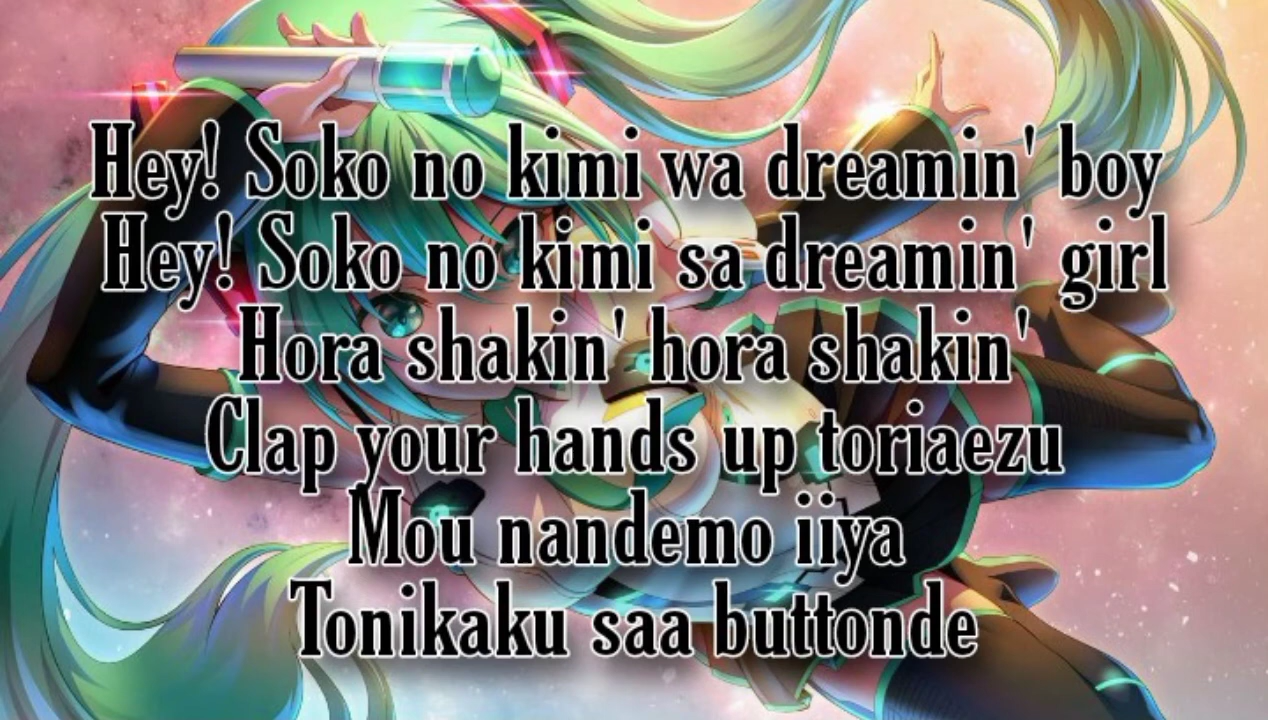 Hey! Soko no kimi wa dreamin' boy
Hey! Soko no kimi sa dreamin' girl
Hora shakin' hora shakin'
Clap your hands up toriaezu
Mou nandemo iiya
Tonikaku saa buttonde